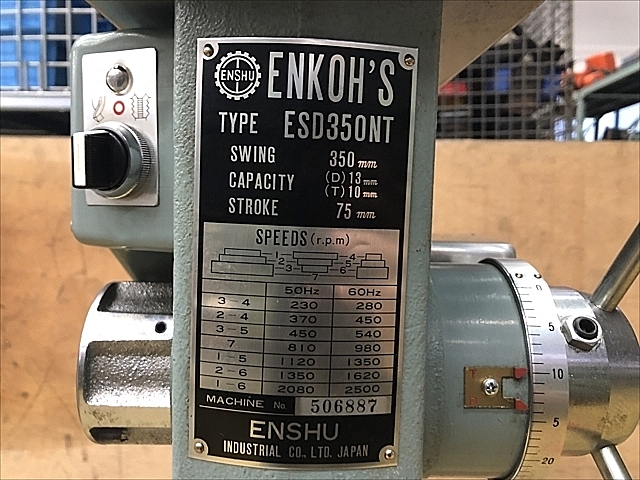 ENSHU
ENKOH'S
TYPE ESD350NT
SWING 350 mm
CAPACITY (D) 13 mm
(T) 10 mm
STROKE 75 mm
SPEEDS (r.p.m)
1 4
2 5
3 6
7
50Hz 60Hz
3-4 230 280
2-4 370 450
3-5 450 540
7 810 980
1-5 1120 1350
2-6 1350 1620
1-6 2080 2500
MACHINE No. 506887
ENSHU
INDUSTRIAL CO., LTD. JAPAN
0
5
10
5
20